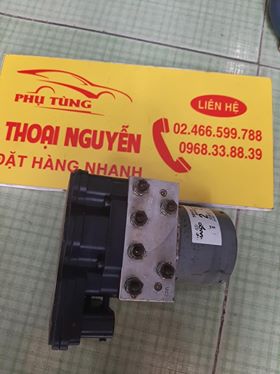 PHỤ TÙNG
LIÊN HỆ
THOẠI NGUYỄN
02.466.599.788
0968.33.88.39
ĐẶT HÀNG NHANH